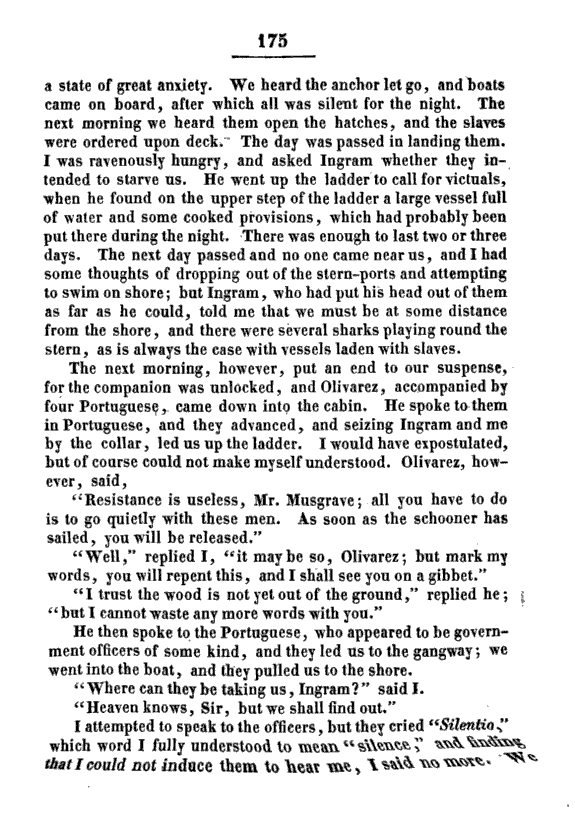 175
a state of great anxiety. We heard the anchor let go, and boats
came on board, after which all was silent for the night. The
next morning we heard them open the hatches, and the slaves
were ordered upon deck. The day was passed in landing them.
I was ravenously hungry, and asked Ingram whether they in-
tended to starve us. He went up the ladder to call for victuals,
when he found on the upper step of the ladder a large vessel full
of water and some cooked provisions, which had probably been
put there during the night. There was enough to last two or three
days. The next day passed and no one came near us, and I had
some thoughts of dropping out of the stern-ports and attempting
to swim on shore; but Ingram, who had put his head out of them
as far as he could, told me that we must be at some distance
from the shore, and there were several sharks playing round the
stern, as is always the case with vessels laden with slaves.
The next morning, however, put an end to our suspense,
for the companion was unlocked, and Olivarez, accompanied by
four Portuguese, came down into the cabin. He spoke to them
in Portuguese, and they advanced, and seizing Ingram and me
by the collar, led us up the ladder. I would have expostulated,
but of course could not make myself understood. Olivarez, how-
ever, said,
“Resistance is useless, Mr. Musgrave; all you have to do
is to go quietly with these men. As soon as the schooner has
sailed, you will be released.”
“Well,” replied I, “it may be so, Olivarez; but mark my
words, you will repent this, and I shall see you on a gibbet.”
“I trust the wood is not yet out of the ground,” replied he;
“but I cannot waste any more words with you.”
He then spoke to the Portuguese, who appeared to be govern-
ment officers of some kind, and they led us to the gangway; we
went into the boat, and they pulled us to the shore.
“Where can they be taking us, Ingram?” said I.
“Heaven knows, Sir, but we shall find out.”
I attempted to speak to the officers, but they cried “Silentio,”
which word I fully understood to mean “silence;” and finding
that I could not induce them to hear me, I said no more. We